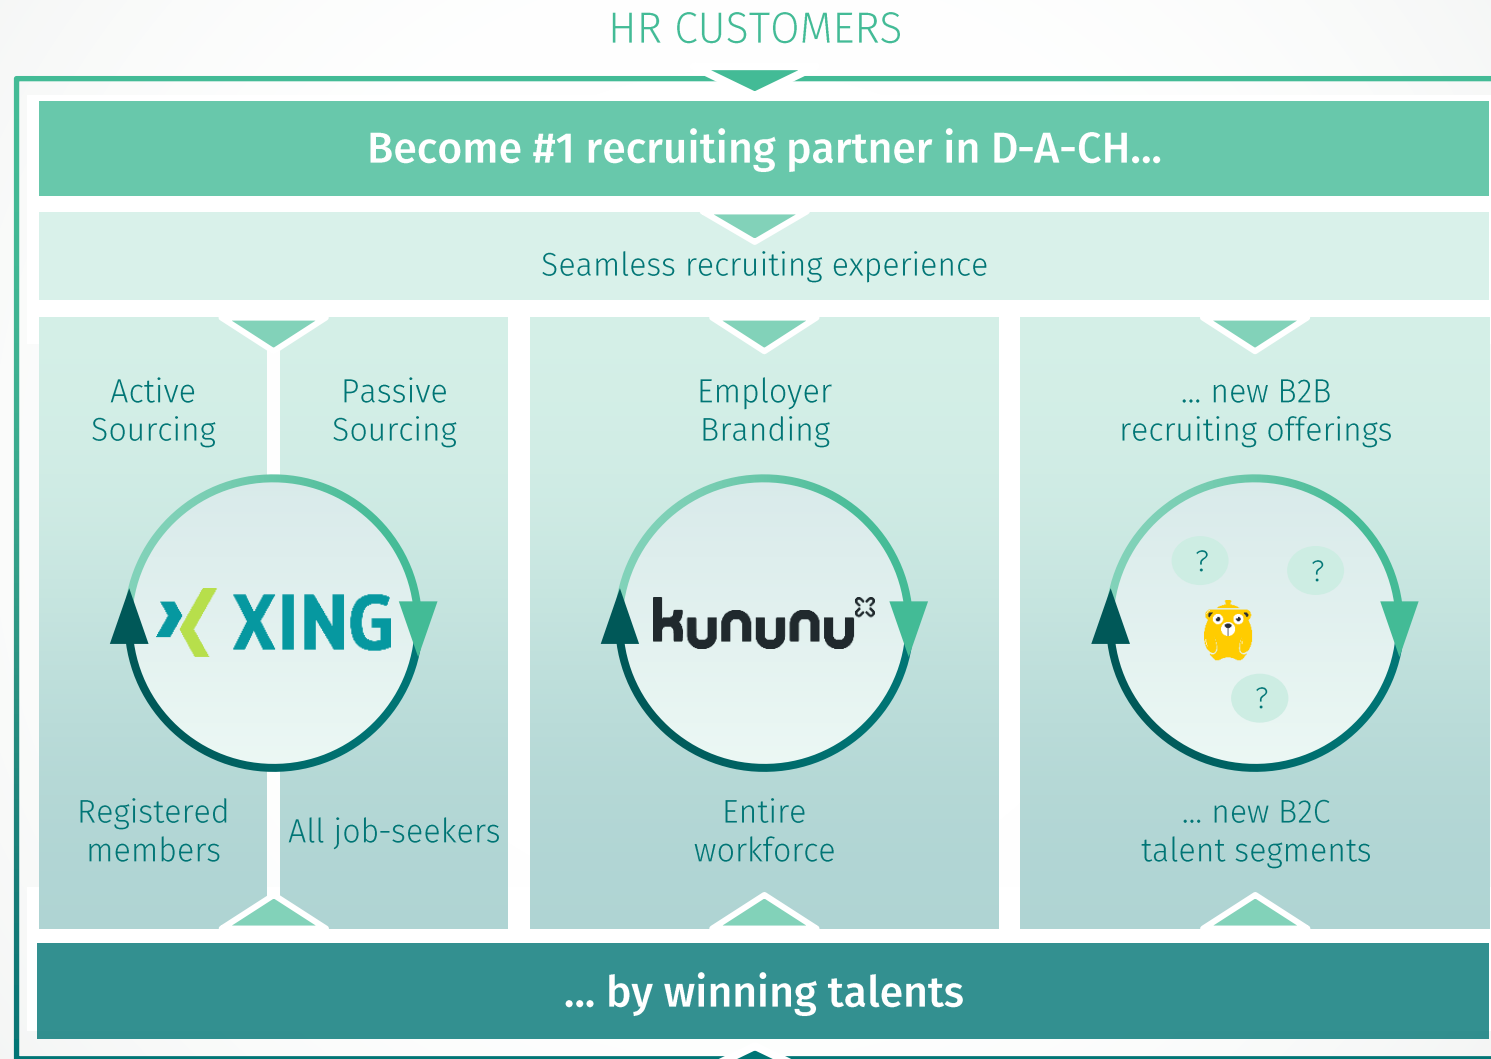 HR CUSTOMERS
Become #1 recruiting partner in D-A-CH...
Seamless recruiting experience
Active
Sourcing
Passive
Sourcing
Employer
Branding
... new B2B
recruiting offerings
XING
kununu
?
?
?
Registered
members
All job-seekers
Entire
workforce
... new B2C
talent segments
... by winning talents